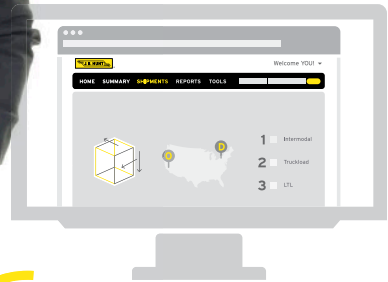 J.B. HUNT
Welcome YOU!
HOME SUMMARY SHIPMENTS REPORTS TOOLS
O D
1 Intermodal
2 Truckload
3 LTL